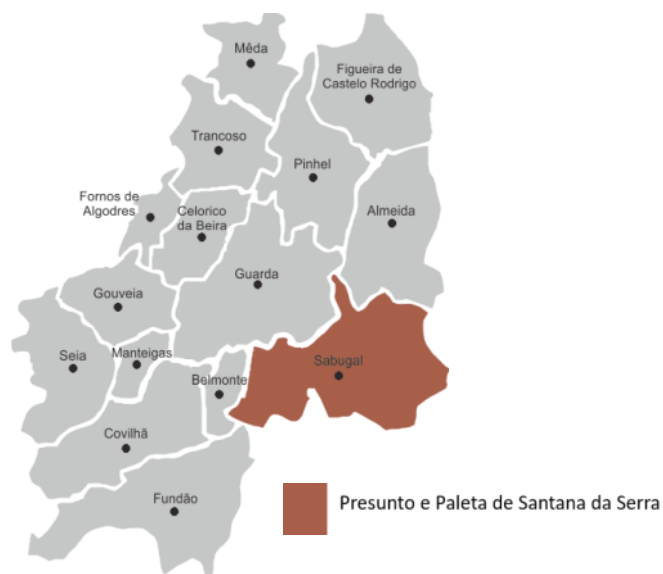 Mêda
Figueira de
Castelo Rodrigo
Trancoso
Pinhel
Fornos de
Algodres
Celorico
da Beira
Almeida
Guarda
Gouveia
Seia
Manteigas
Belmonte
Sabugal
Covilhã
Fundão
Presunto e Paleta de Santana da Serra